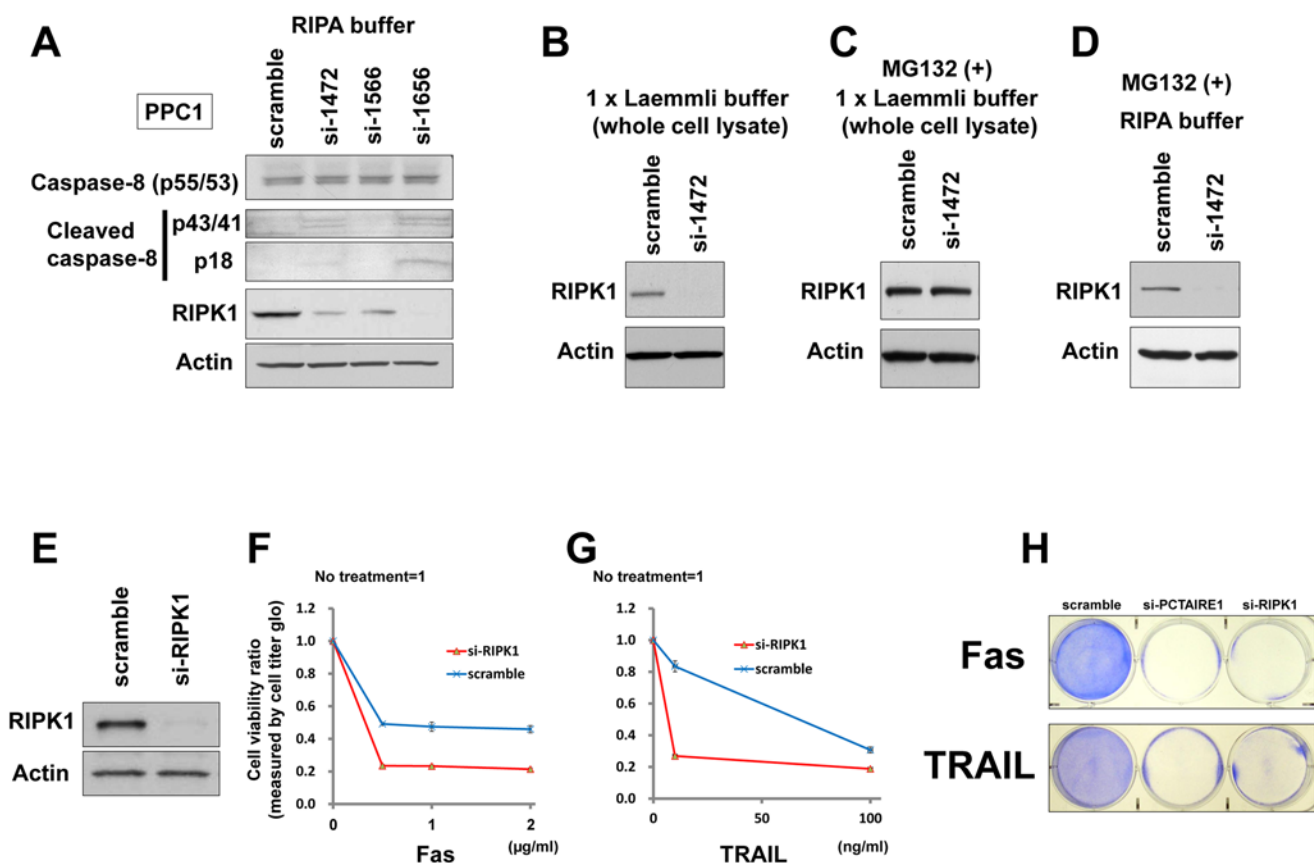 A
RIPA buffer
PPC1
scramble
si-1472
si-1566
si-1656
Caspase-8 (p55/53)
Cleaved
caspase-8
p43/41
p18
RIPK1
Actin
B
1 x Laemmli buffer
(whole cell lysate)
scramble
si-1472
RIPK1
Actin
C
MG132 (+)
1 x Laemmli buffer
(whole cell lysate)
scramble
si-1472
RIPK1
Actin
D
MG132 (+)
RIPA buffer
scramble
si-1472
RIPK1
Actin
E
scramble
si-RIPK1
RIPK1
Actin
F
No treatment=1
Cell viability ratio
(measured by cell titer glo)
1.2
1.0
0.8
0.6
0.4
0.2
0.0
si-RIPK1
scramble
0
1
2
Fas
(μg/ml)
G
No treatment=1
1.2
1.0
0.8
0.6
0.4
0.2
0.0
si-RIPK1
scramble
0
50
100
TRAIL
(ng/ml)
H
scramble
si-PCTAIRE1
si-RIPK1
Fas
TRAIL